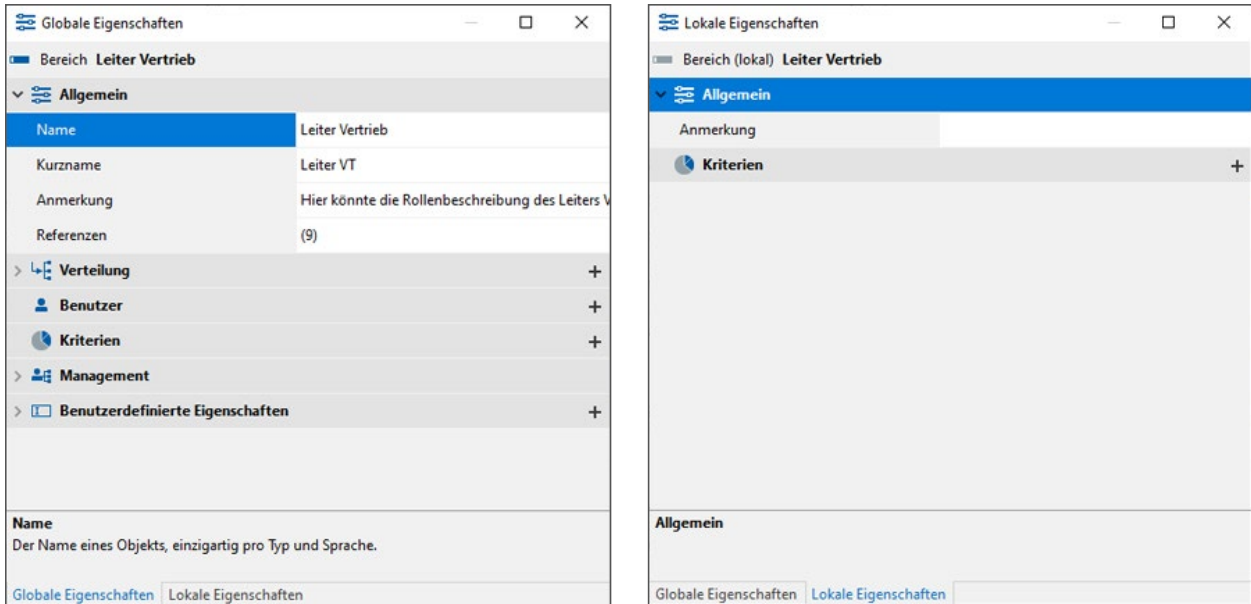 Globale Eigenschaften
Bereich Leiter Vertrieb
Allgemein
Name Leiter Vertrieb
Kurzname Leiter VT
Anmerkung Hier könnte die Rollenbeschreibung des Leiters V
Referenzen (9)
Verteilung +
Benutzer +
Kriterien +
Management
Benutzerdefinierte Eigenschaften +
Name
Der Name eines Objekts, einzigartig pro Typ und Sprache.
Globale Eigenschaften Lokale Eigenschaften
Lokale Eigenschaften
Bereich (lokal) Leiter Vertrieb
Allgemein
Anmerkung
Kriterien +
Allgemein
Globale Eigenschaften Lokale Eigenschaften